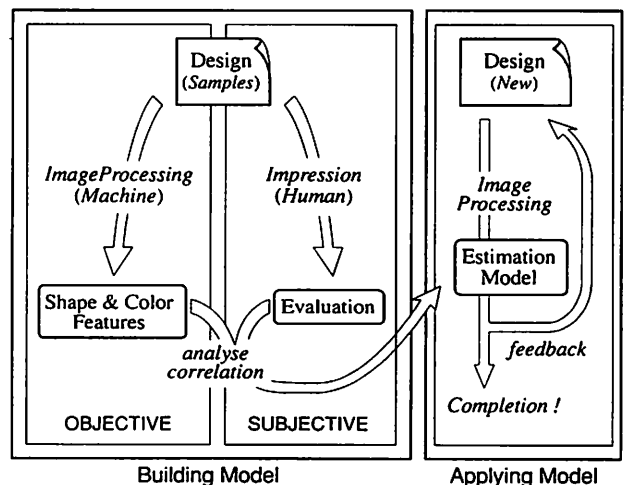 Design
(Samples)
ImageProcessing
(Machine)
Impression
(Human)
Shape & Color
Features
Evaluation
analyse
correlation
OBJECTIVE
SUBJECTIVE
Building Model
Design
(New)
Image
Processing
Estimation
Model
feedback
Completion !
Applying Model